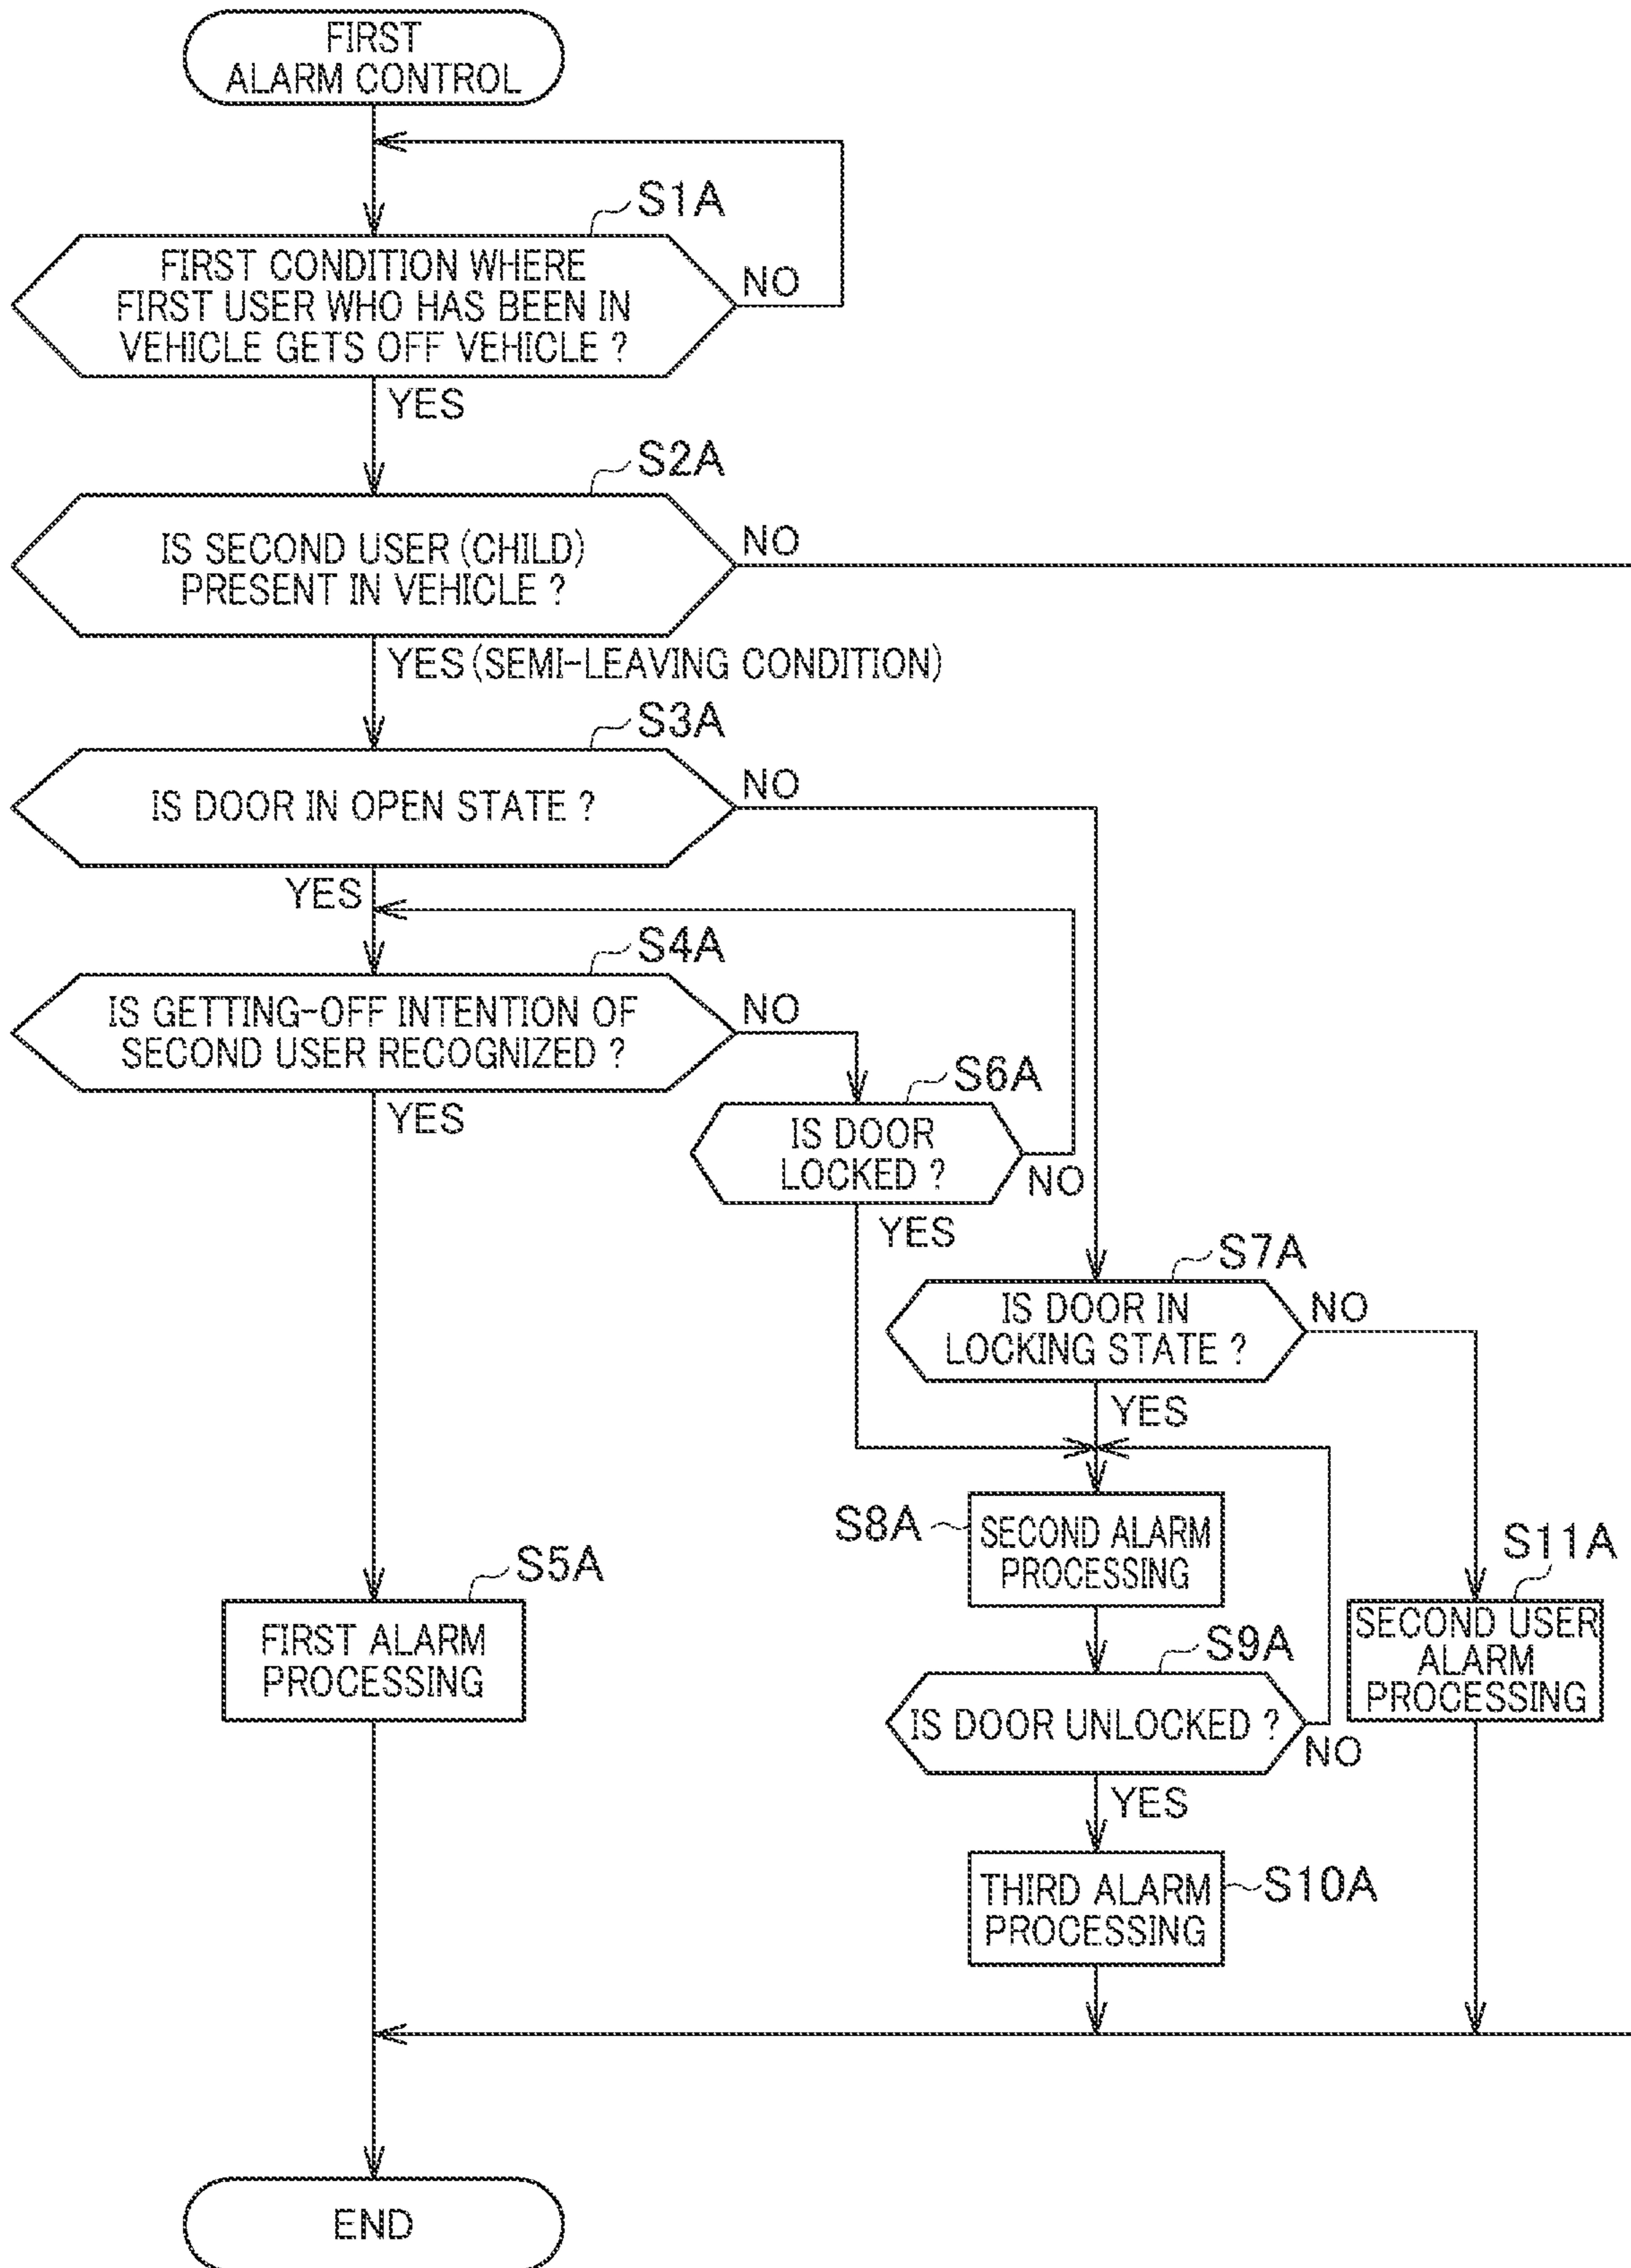 FIRST
ALARM CONTROL
S1A
FIRST CONDITION WHERE
FIRST USER WHO HAS BEEN IN
VEHICLE GETS OFF VEHICLE ?
NO
YES
S2A
IS SECOND USER (CHILD)
PRESENT IN VEHICLE ?
NO
YES (SEMI-LEAVING CONDITION)
S3A
IS DOOR IN OPEN STATE ?
NO
YES
S4A
IS GETTING-OFF INTENTION OF
SECOND USER RECOGNIZED ?
NO
YES
S6A
IS DOOR
LOCKED ?
NO
YES
S7A
IS DOOR IN
LOCKING STATE ?
NO
YES
S8A
SECOND ALARM
PROCESSING
S11A
SECOND USER
ALARM
PROCESSING
S5A
FIRST ALARM
PROCESSING
S9A
IS DOOR UNLOCKED ?
NO
YES
S10A
THIRD ALARM
PROCESSING
END